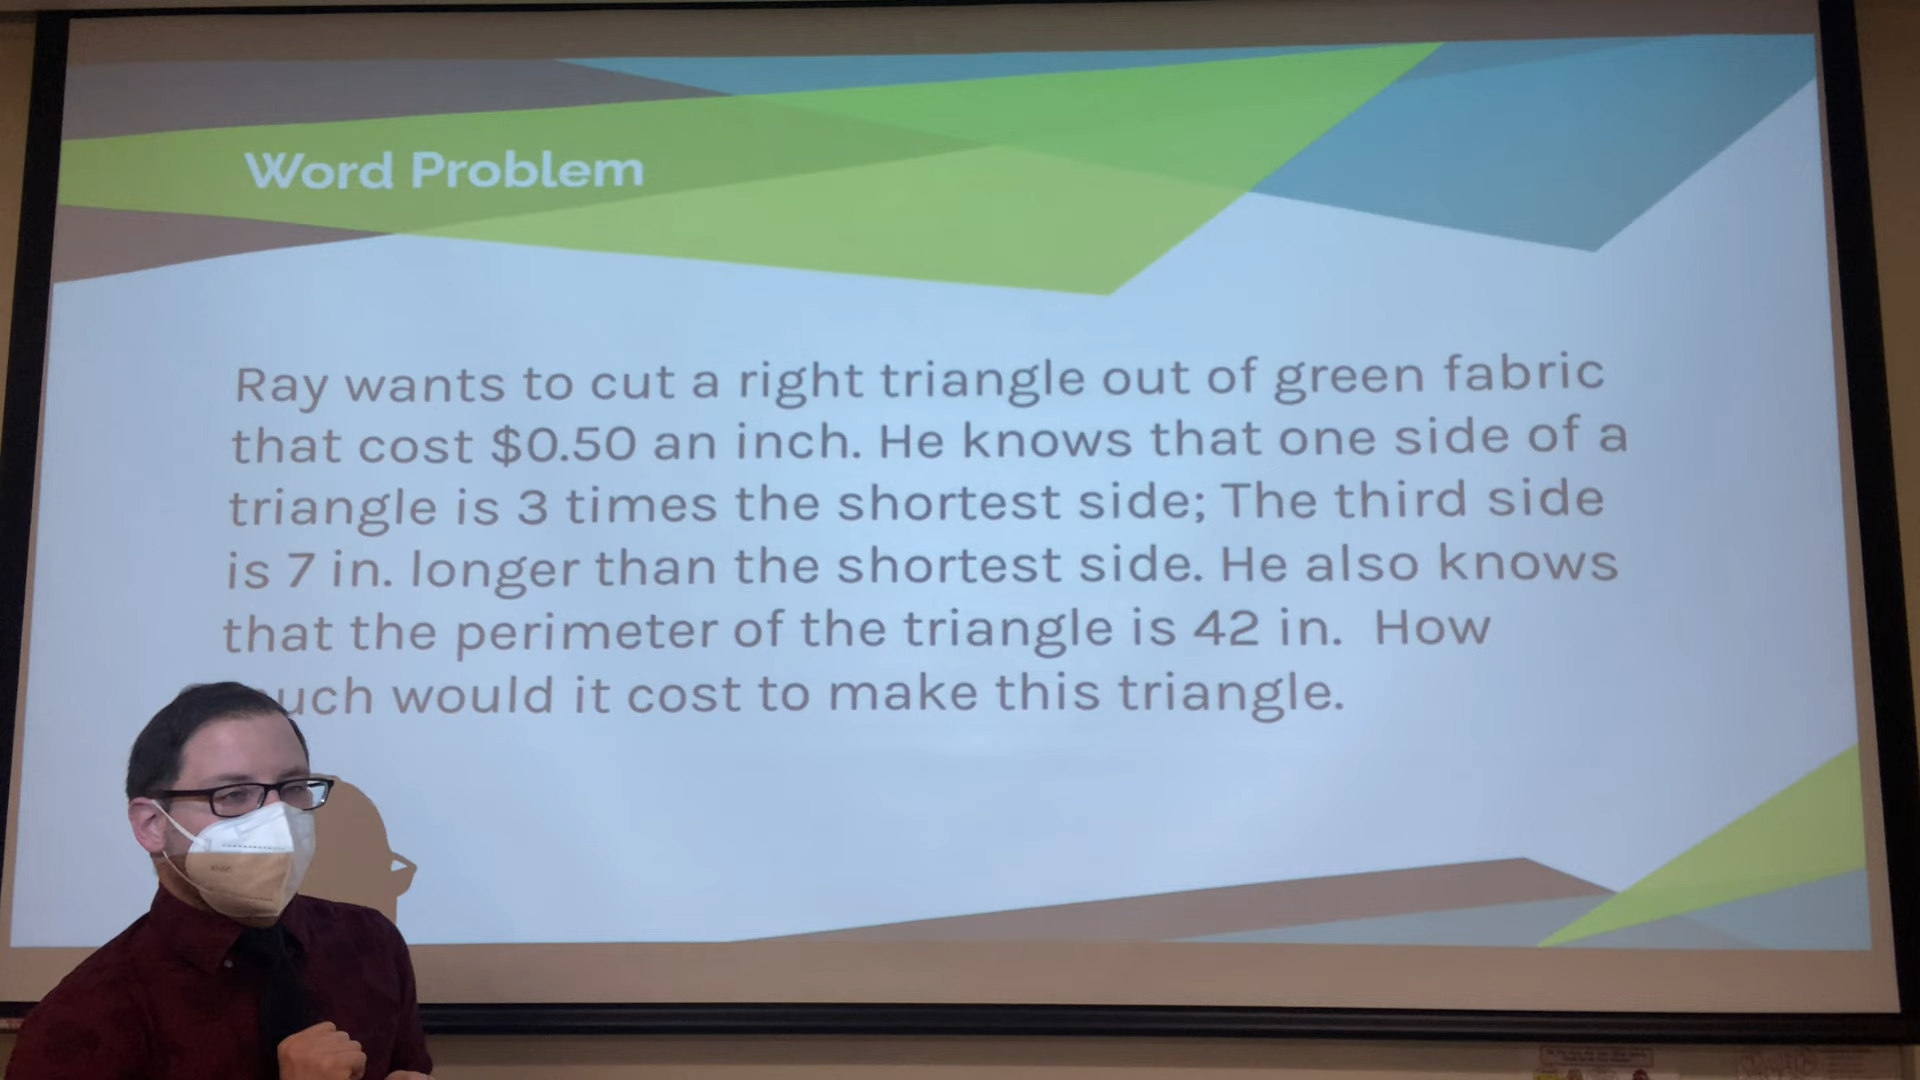 Word Problem
Ray wants to cut a right triangle out of green fabric
that cost $0.50 an inch. He knows that one side of a
triangle is 3 times the shortest side; The third side
is 7 in. longer than the shortest side. He also knows
that the perimeter of the triangle is 42 in. How
would it cost to make this triangle.